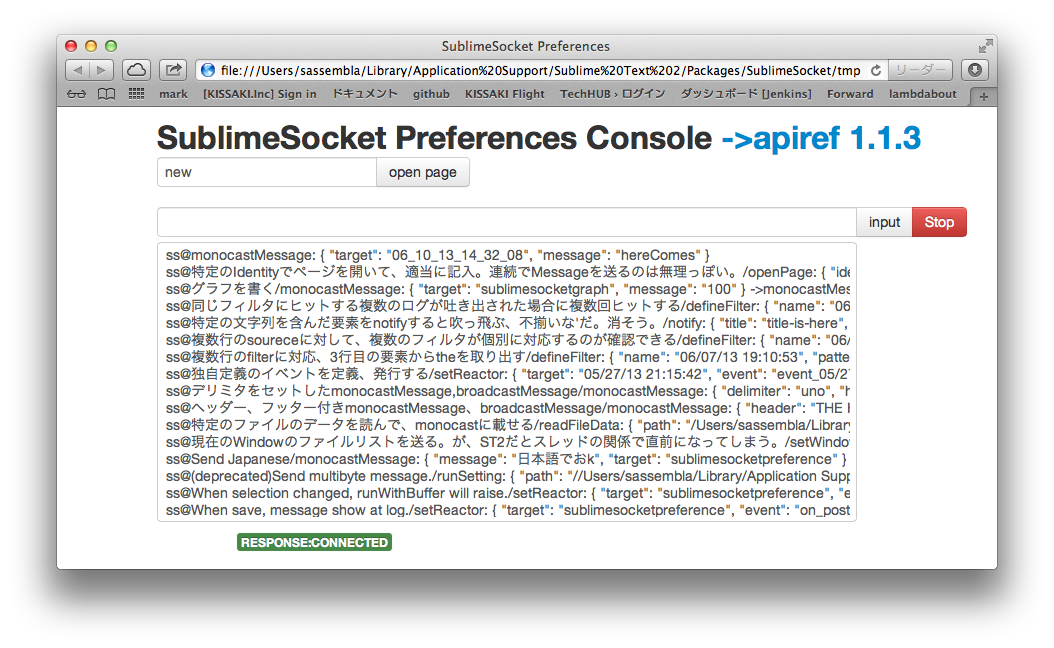 SublimeSocket Preferences
file:///Users/sassembla/Library/Application%20Support/Sublime%20Text%202/Packages/SublimeSocket/tmp
リーダー
mark [KISSAKI.Inc] Sign in ドキュメント github KISSAKI Flight TechHUB › ログイン ダッシュボード [Jenkins] Forward lambdabout
SublimeSocket Preferences Console ->apiref 1.1.3
new open page
input Stop
ss@monocastMessage: { "target": "06_10_13_14_32_08", "message": "hereComes" }
ss@特定のIdentityでページを開いて、適当に記入。連続でMessageを送るのは無理っぽい。/openPage: { "ide
ss@グラフを書く/monocastMessage: { "target": "sublimesocketgraph", "message": "100" } ->monocastMes
ss@同じフィルタにヒットする複数のログが吐き出された場合に複数回ヒットする/defineFilter: { "name": "06
ss@特定の文字列を含んだ要素をnotifyすると吹っ飛ぶ、不揃いな'だ。消そう。/notify: { "title": "title-is-here",
ss@複数行のsoureceに対して、複数のフィルタが個別に対応するのが確認できる/defineFilter: { "name": "06/
ss@複数行のfilterに対応、3行目の要素からtheを取り出す/defineFilter: { "name": "06/07/13 19:10:53", "patte
ss@独自定義のイベントを定義、発行する/setReactor: { "target": "05/27/13 21:15:42", "event": "event_05/27
ss@デリミタをセットしたmonocastMessage,broadcastMessage/monocastMessage: { "delimiter": "uno", "h
ss@ヘッダー、フッター付きmonocastMessage、broadcastMessage/monocastMessage: { "header": "THE H
ss@特定のファイルのデータを読んで、monocastに載せる/readFileData: { "path": "/Users/sassembla/Library
ss@現在のWindowのファイルリストを送る。が、ST2だとスレッドの関係で直前になってしまう。/setWindo
ss@Send Japanese/monocastMessage: { "message": "日本語でおk", "target": "sublimesocketpreference" }
ss@(deprecated)Send multibyte message./runSetting: { "path": "//Users/sassembla/Library/Application Supp
ss@When selection changed, runWithBuffer will raise./setReactor: { "target": "sublimesocketpreference", "e
ss@When save, message show at log./setReactor: { "target": "sublimesocketpreference", "event": "on_post
RESPONSE:CONNECTED